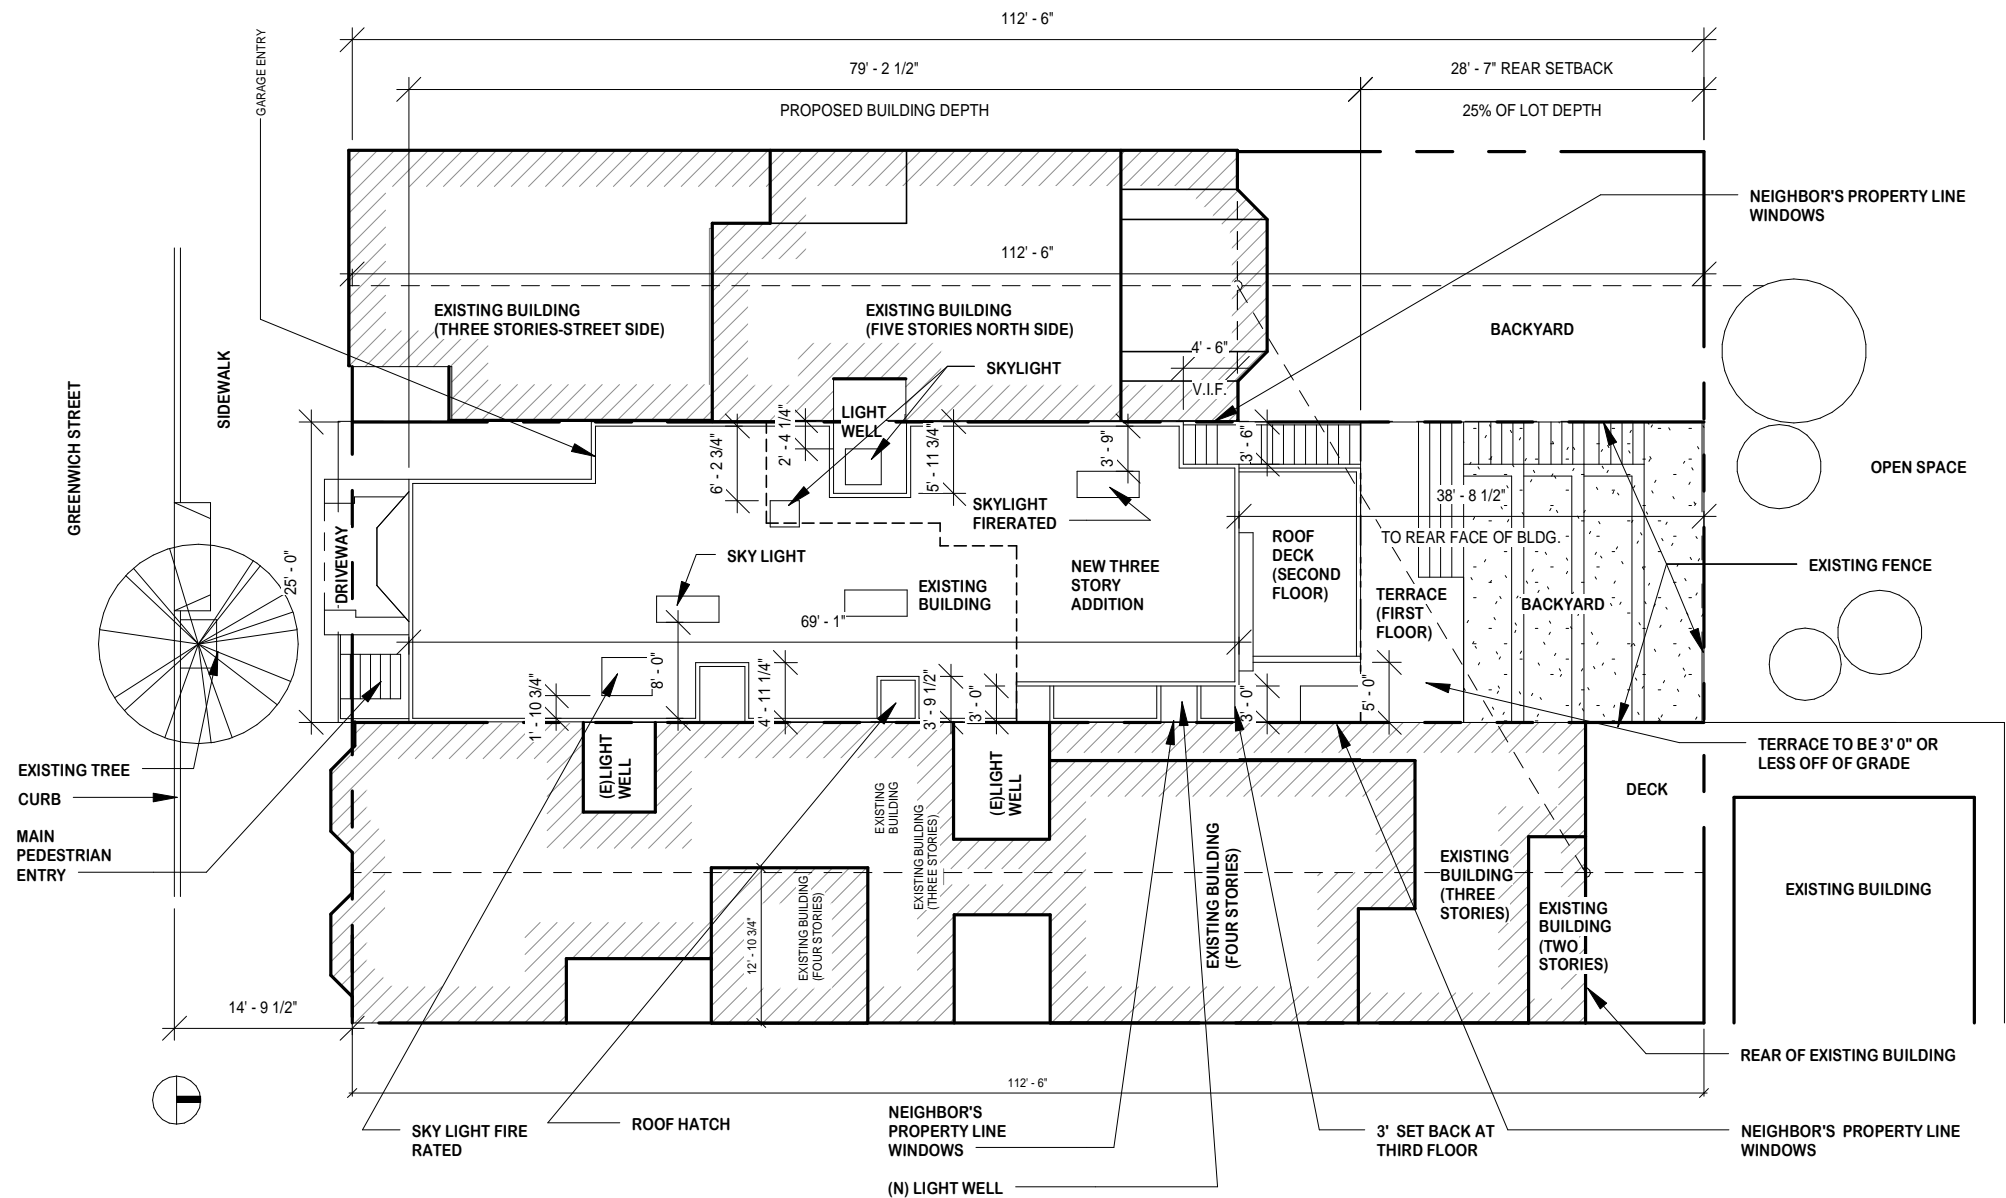 112' - 6"
79' - 2 1/2"
28' - 7" REAR SETBACK
PROPOSED BUILDING DEPTH
25% OF LOT DEPTH
GARAGE ENTRY
NEIGHBOR'S PROPERTY LINE
WINDOWS
112' - 6"
EXISTING BUILDING
(THREE STORIES-STREET SIDE)
EXISTING BUILDING
(FIVE STORIES NORTH SIDE)
BACKYARD
4' - 6"
V.I.F.
SKYLIGHT
GREENWICH STREET
SIDEWALK
LIGHT
WELL
6' - 2 3/4"
2' - 4 1/4"
5' - 11 3/4"
3' - 9"
3' - 6"
OPEN SPACE
38' - 8 1/2"
TO REAR FACE OF BLDG.
SKYLIGHT
FIRERATED
25' - 0"
DRIVEWAY
SKY LIGHT
EXISTING
BUILDING
NEW THREE
STORY
ADDITION
ROOF
DECK
(SECOND
FLOOR)
TERRACE
(FIRST
FLOOR)
BACKYARD
EXISTING FENCE
69' - 1"
1' - 10 3/4"
8' - 0"
4' - 11 1/4"
3' - 9 1/2"
3' - 0"
3' - 0"
5' - 0"
EXISTING TREE
CURB
MAIN
PEDESTRIAN
ENTRY
(E)LIGHT
WELL
EXISTING
BUILDING
EXISTING BUILDING
(THREE STORIES)
(E)LIGHT
WELL
TERRACE TO BE 3' 0" OR
LESS OFF OF GRADE
DECK
12' - 10 3/4"
EXISTING BUILDING
(FOUR STORIES)
EXISTING BUILDING
(FOUR STORIES)
EXISTING
BUILDING
(THREE
STORIES)
EXISTING
BUILDING
(TWO
STORIES)
EXISTING BUILDING
14' - 9 1/2"
REAR OF EXISTING BUILDING
112' - 6"
SKY LIGHT FIRE
RATED
ROOF HATCH
NEIGHBOR'S
PROPERTY LINE
WINDOWS
(N) LIGHT WELL
3' SET BACK AT
THIRD FLOOR
NEIGHBOR'S PROPERTY LINE
WINDOWS